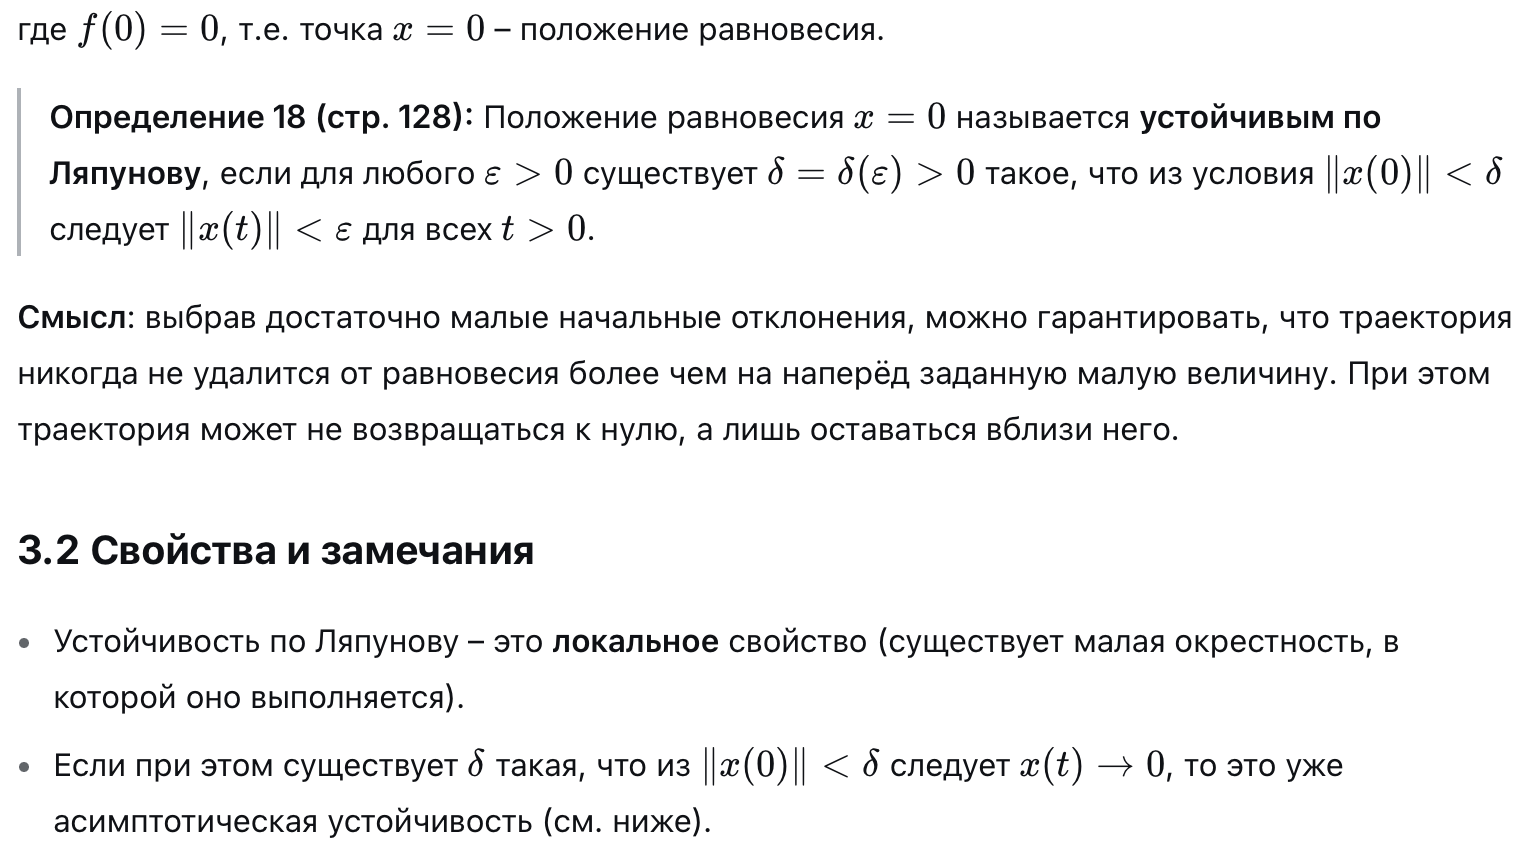 где f(0) = 0, т.е. точка x = 0 – положение равновесия.
Определение 18 (стр. 128): Положение равновесия x = 0 называется устойчивым по
Ляпунову, если для любого ε > 0 существует δ = δ(ε) > 0 такое, что из условия ‖x(0)‖ < δ
следует ‖x(t)‖ < ε для всех t > 0.
Смысл: выбрав достаточно малые начальные отклонения, можно гарантировать, что траектория
никогда не удалится от равновесия более чем на наперёд заданную малую величину. При этом
траектория может не возвращаться к нулю, а лишь оставаться вблизи него.
3.2 Свойства и замечания
• Устойчивость по Ляпунову – это локальное свойство (существует малая окрестность, в
которой оно выполняется).
• Если при этом существует δ такая, что из ‖x(0)‖ < δ следует x(t) → 0, то это уже
асимптотическая устойчивость (см. ниже).